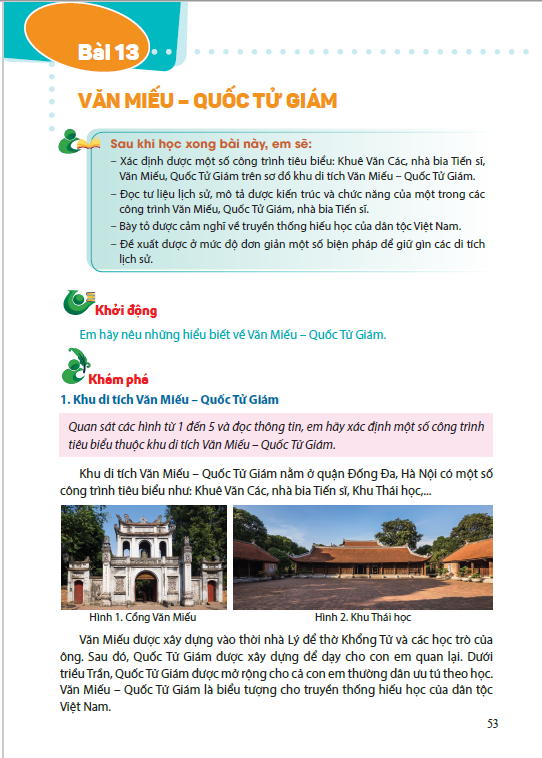 Bài 13
VĂN MIẾU – QUỐC TỬ GIÁM
Sau khi học xong bài này, em sẽ:
– Xác định được một số công trình tiêu biểu: Khuê Văn Các, nhà bia Tiến sĩ,
Văn Miếu, Quốc Tử Giám trên sơ đồ khu di tích Văn Miếu – Quốc Tử Giám.
– Đọc tư liệu lịch sử, mô tả được kiến trúc và chức năng của một trong các
công trình Văn Miếu, Quốc Tử Giám, nhà bia Tiến sĩ.
– Bày tỏ được cảm nghĩ về truyền thống hiếu học của dân tộc Việt Nam.
– Đề xuất được ở mức độ đơn giản một số biện pháp để giữ gìn các di tích
lịch sử.
Khởi động
Em hãy nêu những hiểu biết về Văn Miếu – Quốc Tử Giám.
Khám phá
1. Khu di tích Văn Miếu – Quốc Tử Giám
Quan sát các hình từ 1 đến 5 và đọc thông tin, em hãy xác định một số công trình
tiêu biểu thuộc khu di tích Văn Miếu – Quốc Tử Giám.
Khu di tích Văn Miếu – Quốc Tử Giám nằm ở quận Đống Đa, Hà Nội có một số
công trình tiêu biểu như: Khuê Văn Các, nhà bia Tiến sĩ, Khu Thái học,...
Hình 1. Cổng Văn Miếu
Hình 2. Khu Thái học
Văn Miếu được xây dựng vào thời nhà Lý để thờ Khổng Tử và các học trò của
ông. Sau đó, Quốc Tử Giám được xây dựng để dạy cho con em quan lại. Dưới
triều Trần, Quốc Tử Giám được mở rộng cho cả con em thường dân ưu tú theo học.
Văn Miếu – Quốc Tử Giám là biểu tượng cho truyền thống hiếu học của dân tộc
Việt Nam.
53